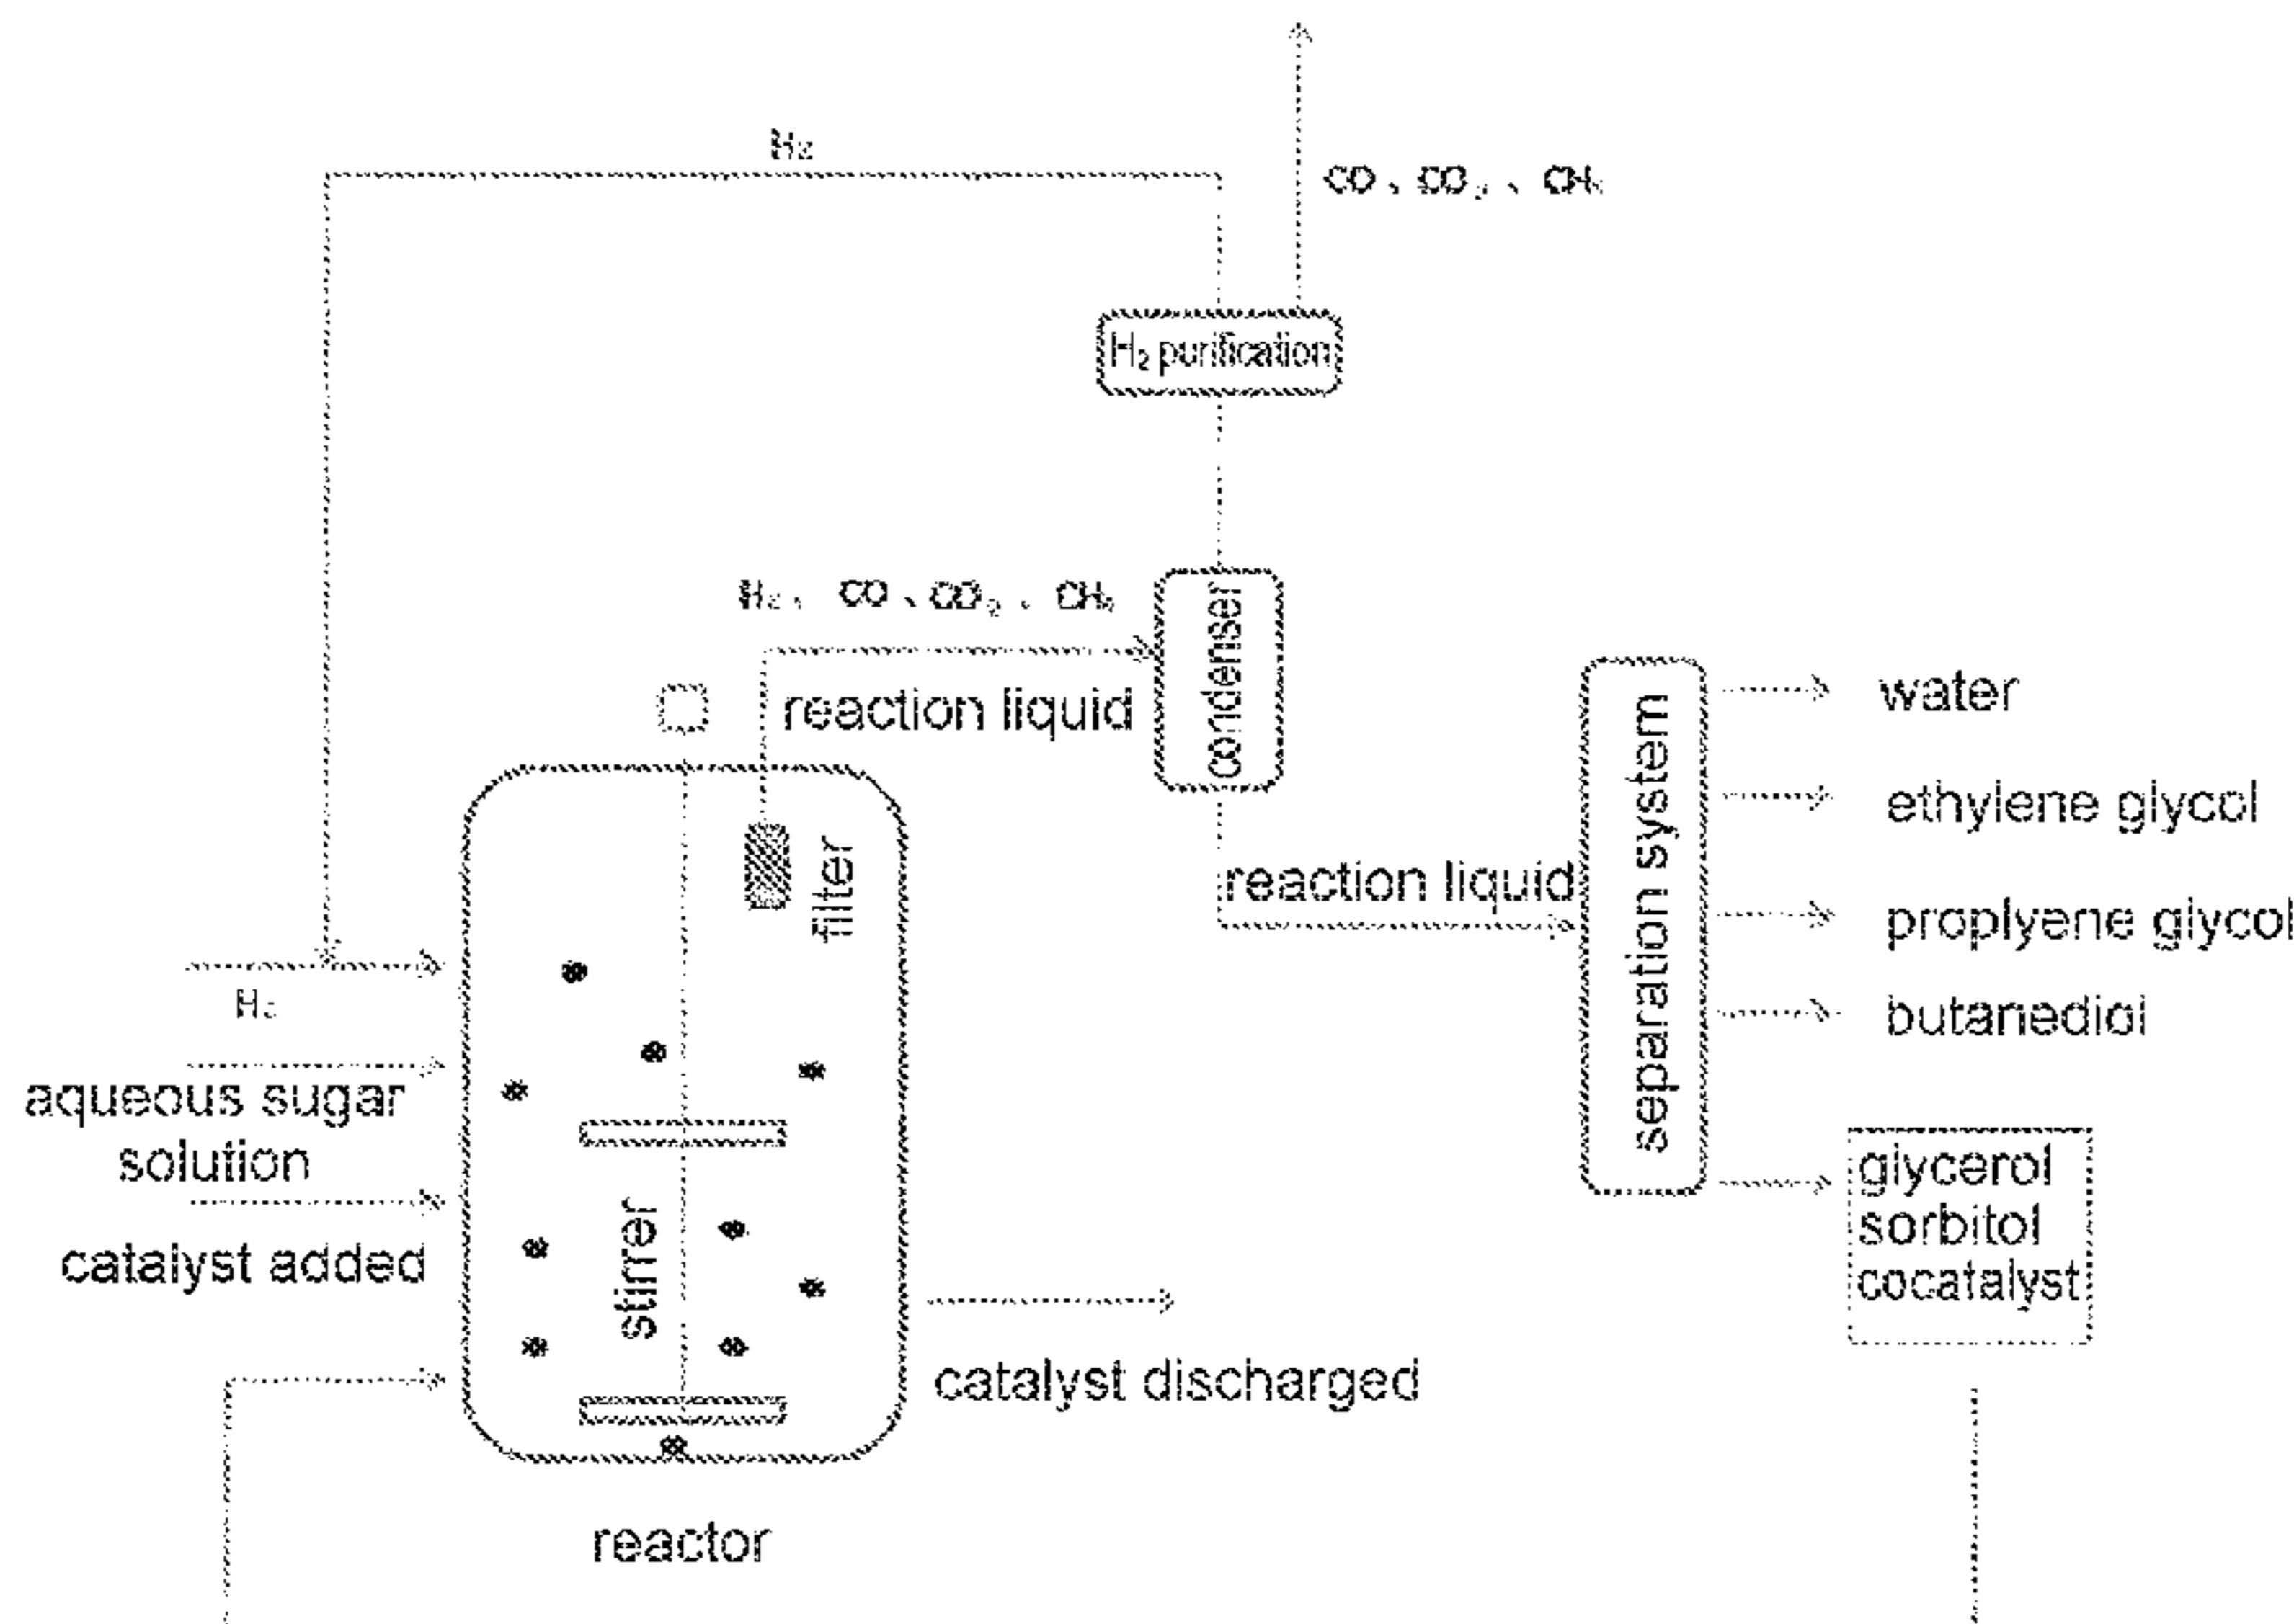 H₂
CO、CO₂、CH₄
H₂ purification
H₂、CO、CO₂、CH₄
condenser
reaction liquid
separation system
water
ethylene glycol
filter
reaction liquid
proplyene glycol
H₂
butanediol
aqueous sugar
solution
glycerol
sorbitol
cocatalyst
stirrer
catalyst added
catalyst discharged
reactor